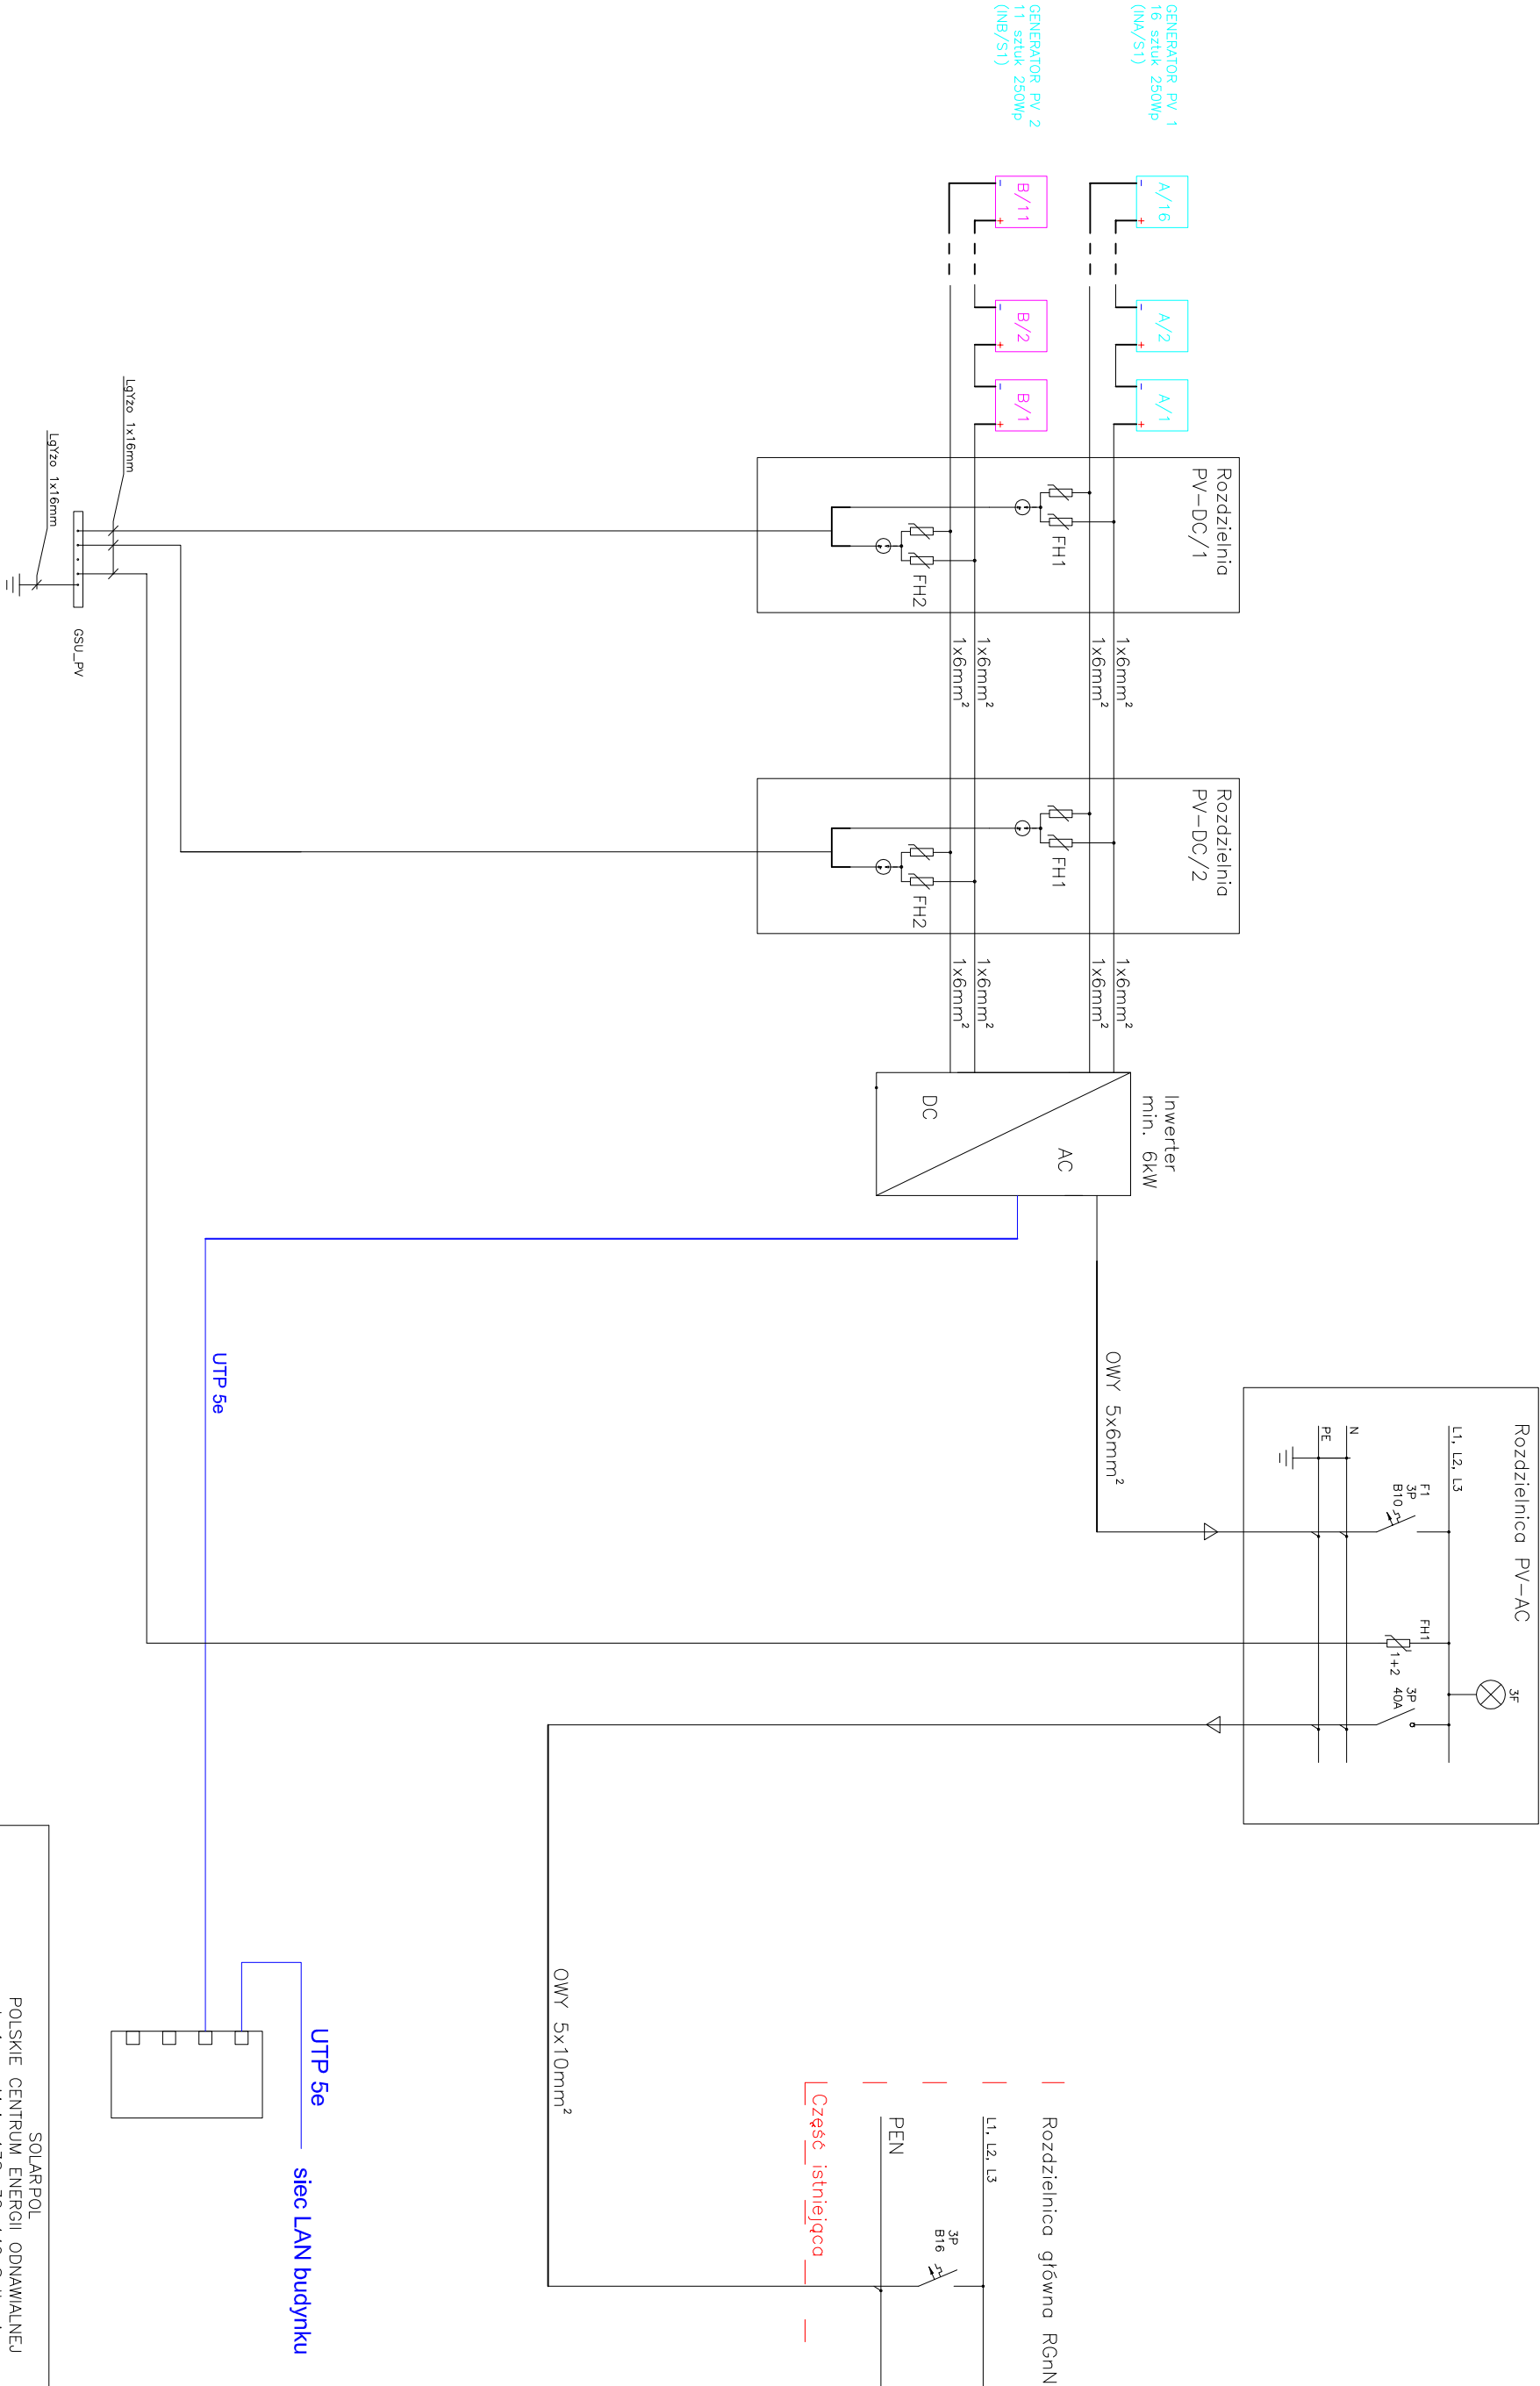 GENERATOR PV 1
16 sztuk 250Wp
(INA/S1)
GENERATOR PV 2
11 sztuk 250Wp
(INB/S1)
A/16
A/2
A/1
B/11
B/2
B/1
- +
- +
- +
- +
- +
- +
Rozdzielnia
PV-DC/1
FH1
FH2
1x6mm²
1x6mm²
1x6mm²
1x6mm²
Rozdzielnia
PV-DC/2
FH1
FH2
1x6mm²
1x6mm²
1x6mm²
1x6mm²
Inwerter
min. 6kW
DC
AC
OWY 5x6mm²
UTP 5e
LgYżo 1x16mm
LgYżo 1x16mm
GSU_PV
Rozdzielnica PV-AC
L1, L2, L3
N
PE
F1
3P
B10
FH1
1+2
3F
3P
40A
OWY 5x10mm²
Rozdzielnica główna RGnN
L1, L2, L3
PEN
3P
B16
Część istniejąca
UTP 5e
siec LAN budynku
SOLARPOL
POLSKIE CENTRUM ENERGII ODNAWIALNEJ